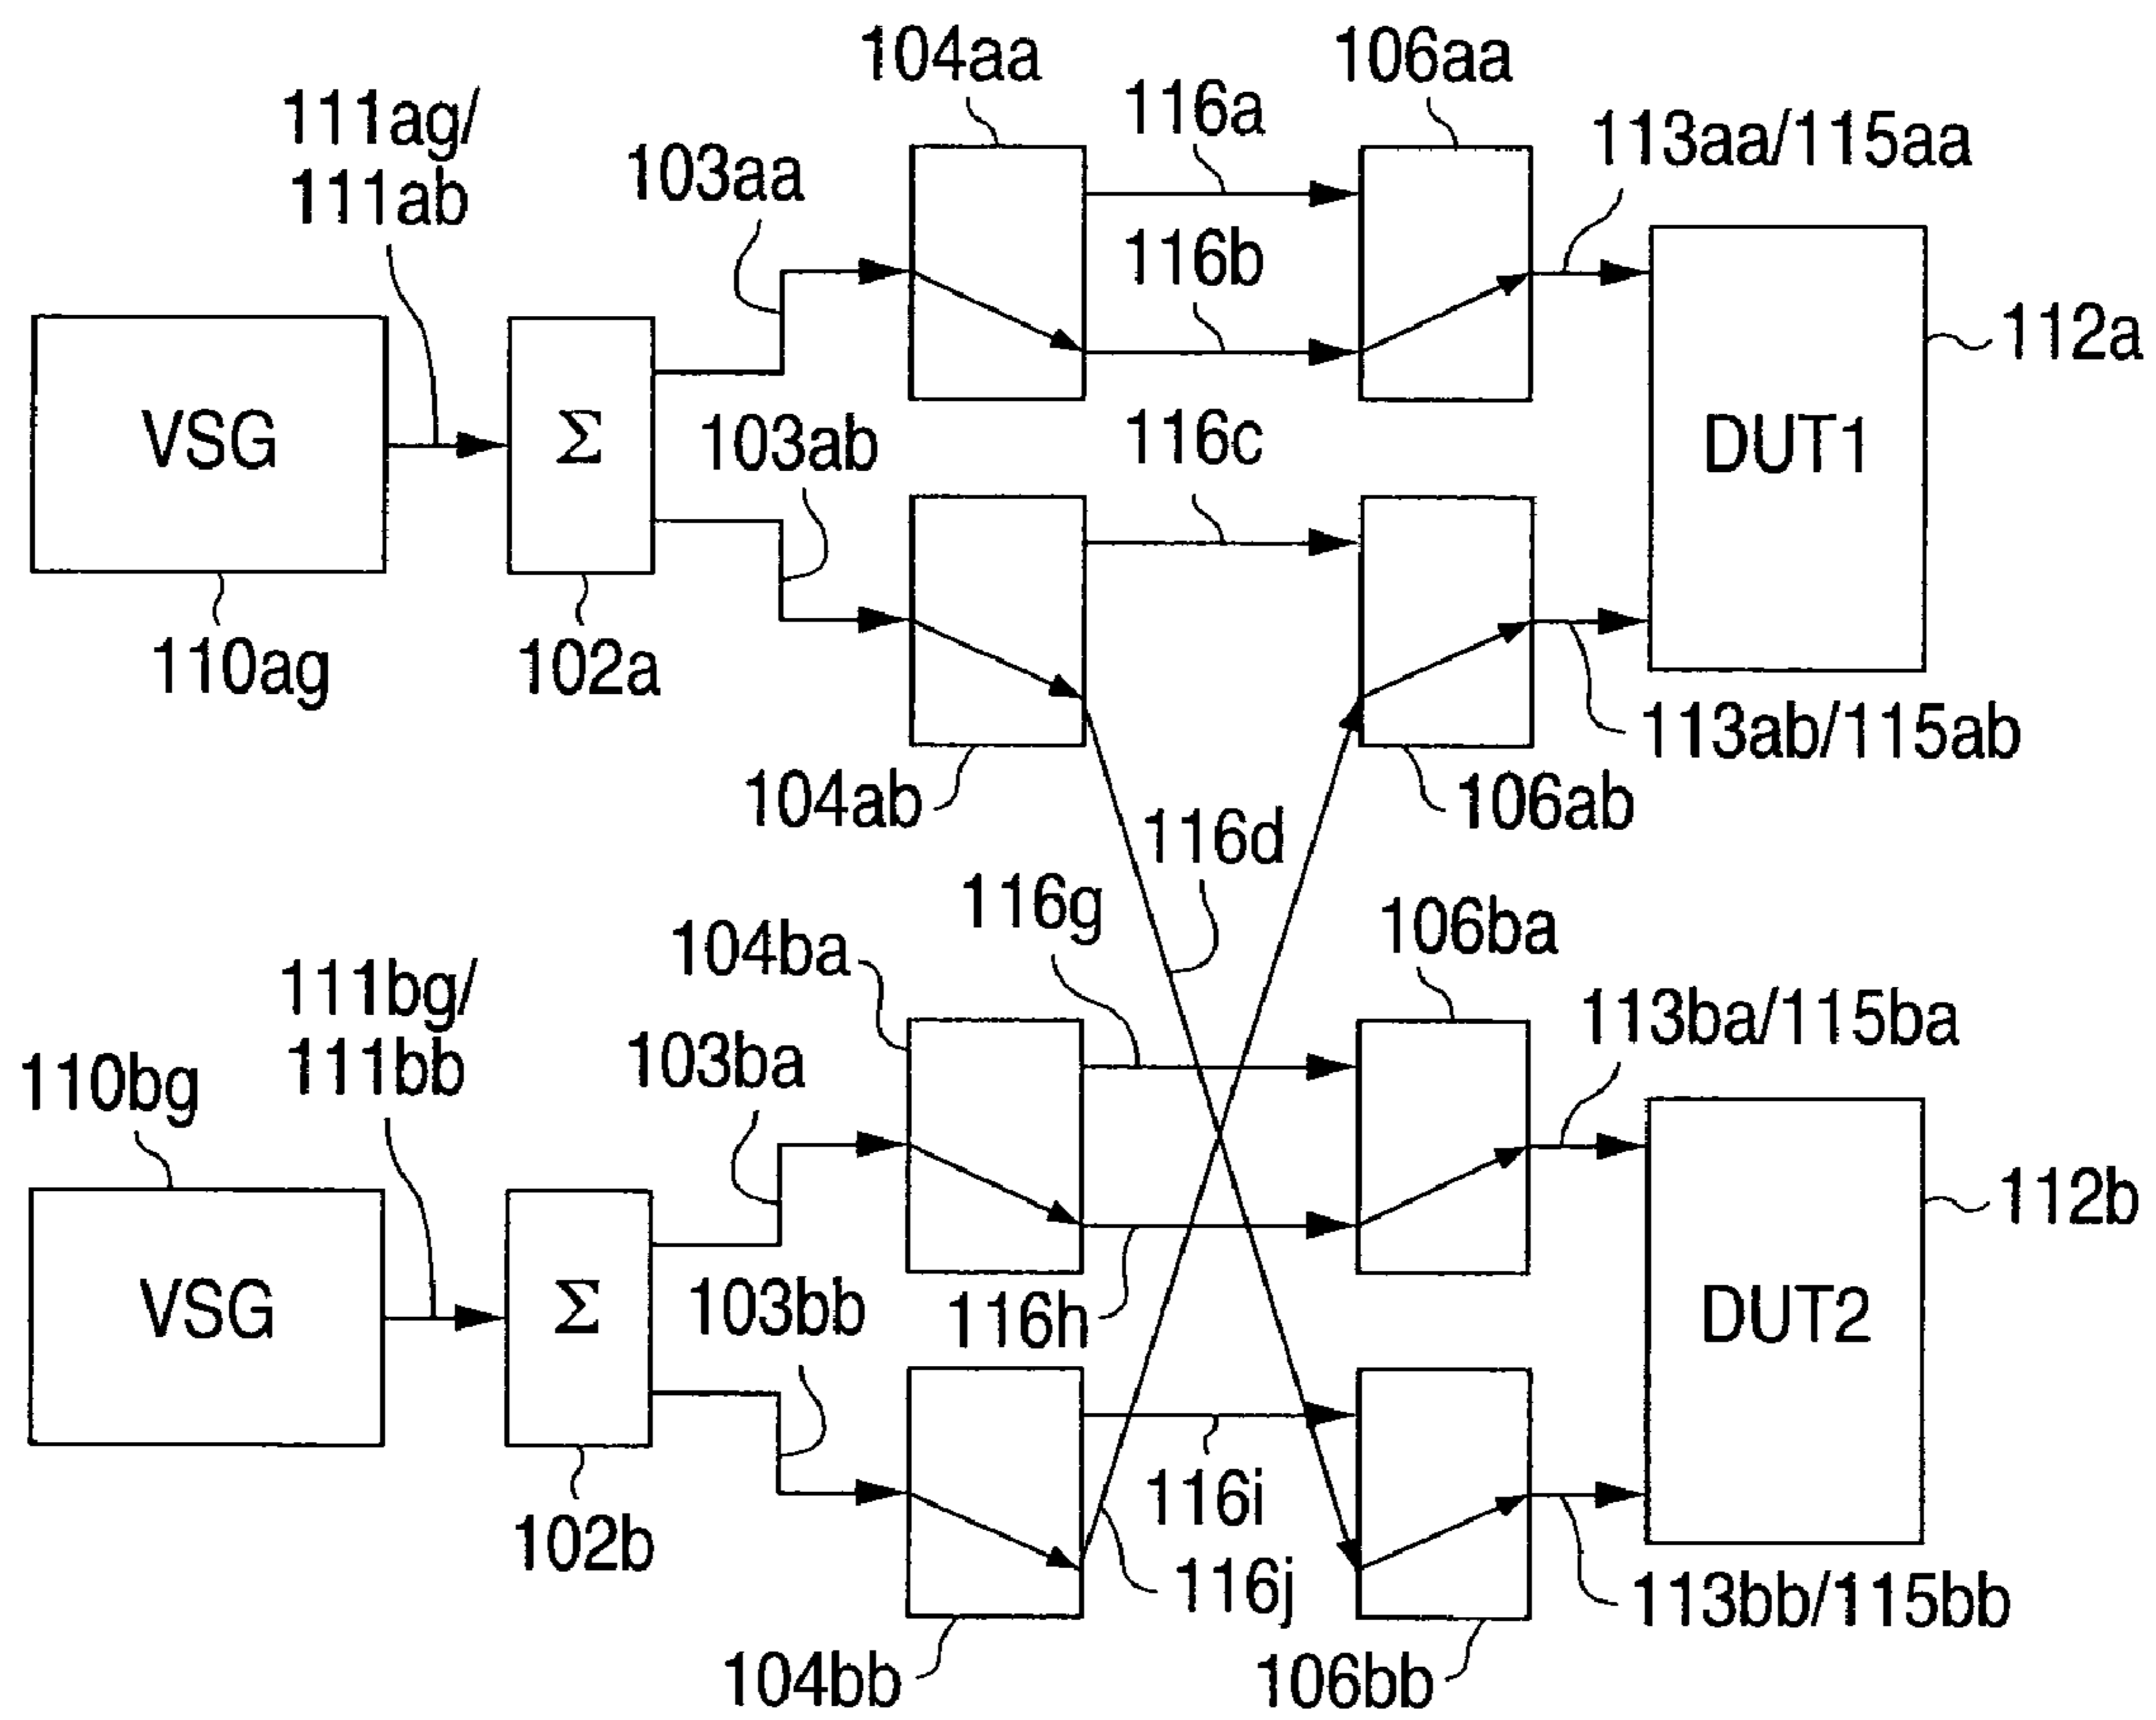 104aa
106aa
111ag/
111ab
116a
113aa/115aa
103aa
116b
112a
VSG
Σ
103ab
116c
DUT1
110ag
102a
113ab/115ab
104ab
106ab
116d
116g
106ba
104ba
111bg/
111bb
113ba/115ba
103ba
110bg
112b
VSG
Σ
103bb
116h
DUT2
116i
102b
116j
113bb/115bb
104bb
106bb